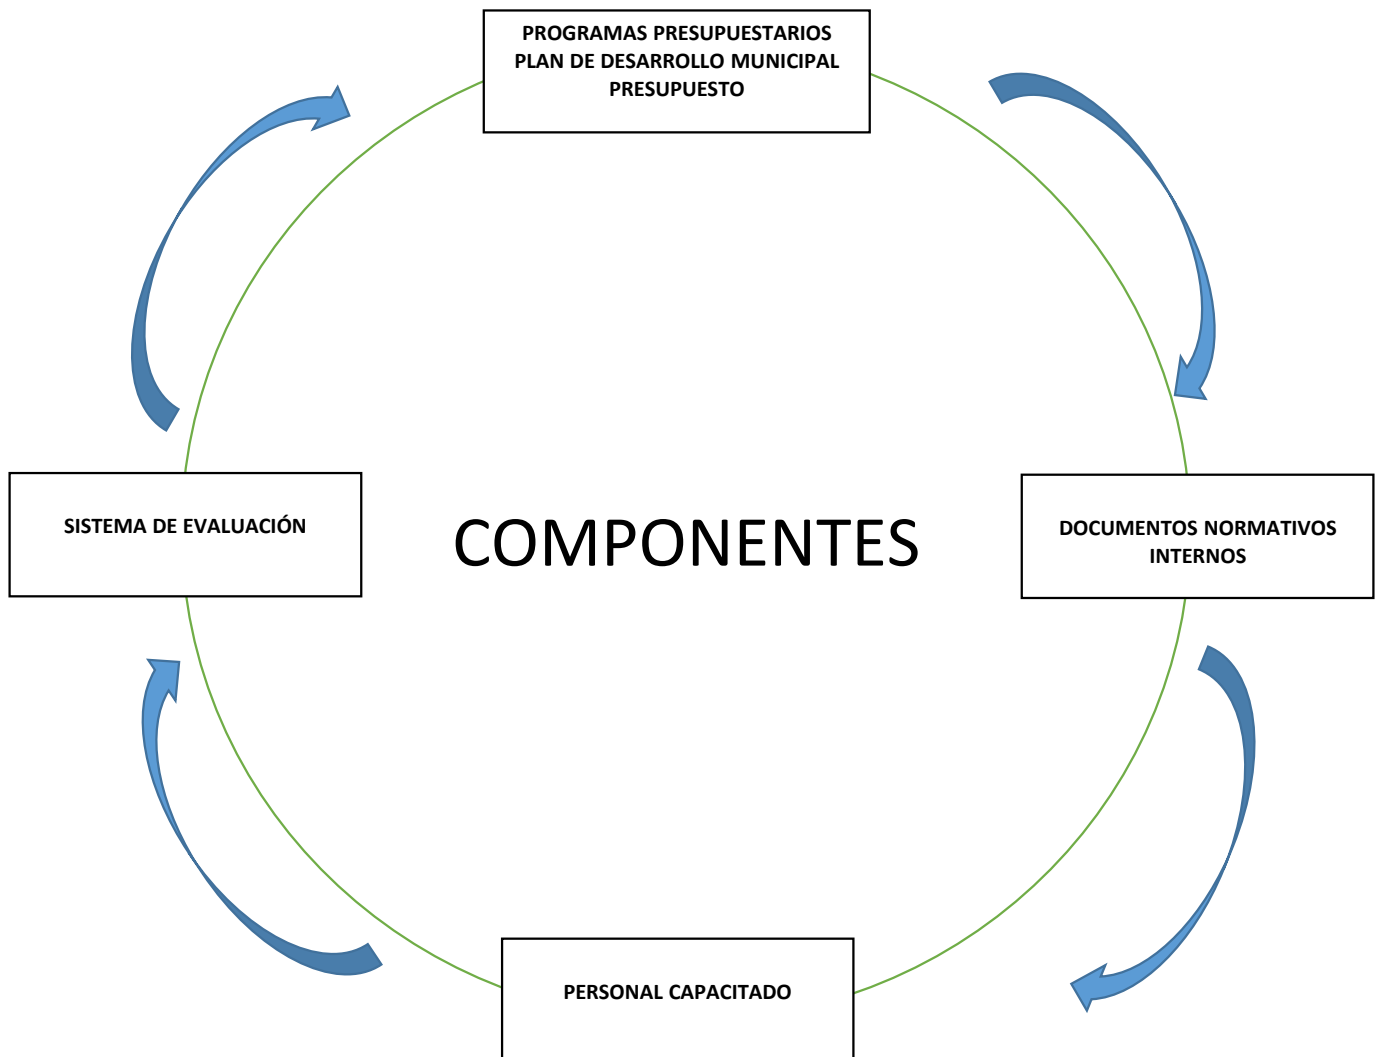 PROGRAMAS PRESUPUESTARIOS
PLAN DE DESARROLLO MUNICIPAL
PRESUPUESTO
SISTEMA DE EVALUACIÓN
COMPONENTES
DOCUMENTOS NORMATIVOS
INTERNOS
PERSONAL CAPACITADO